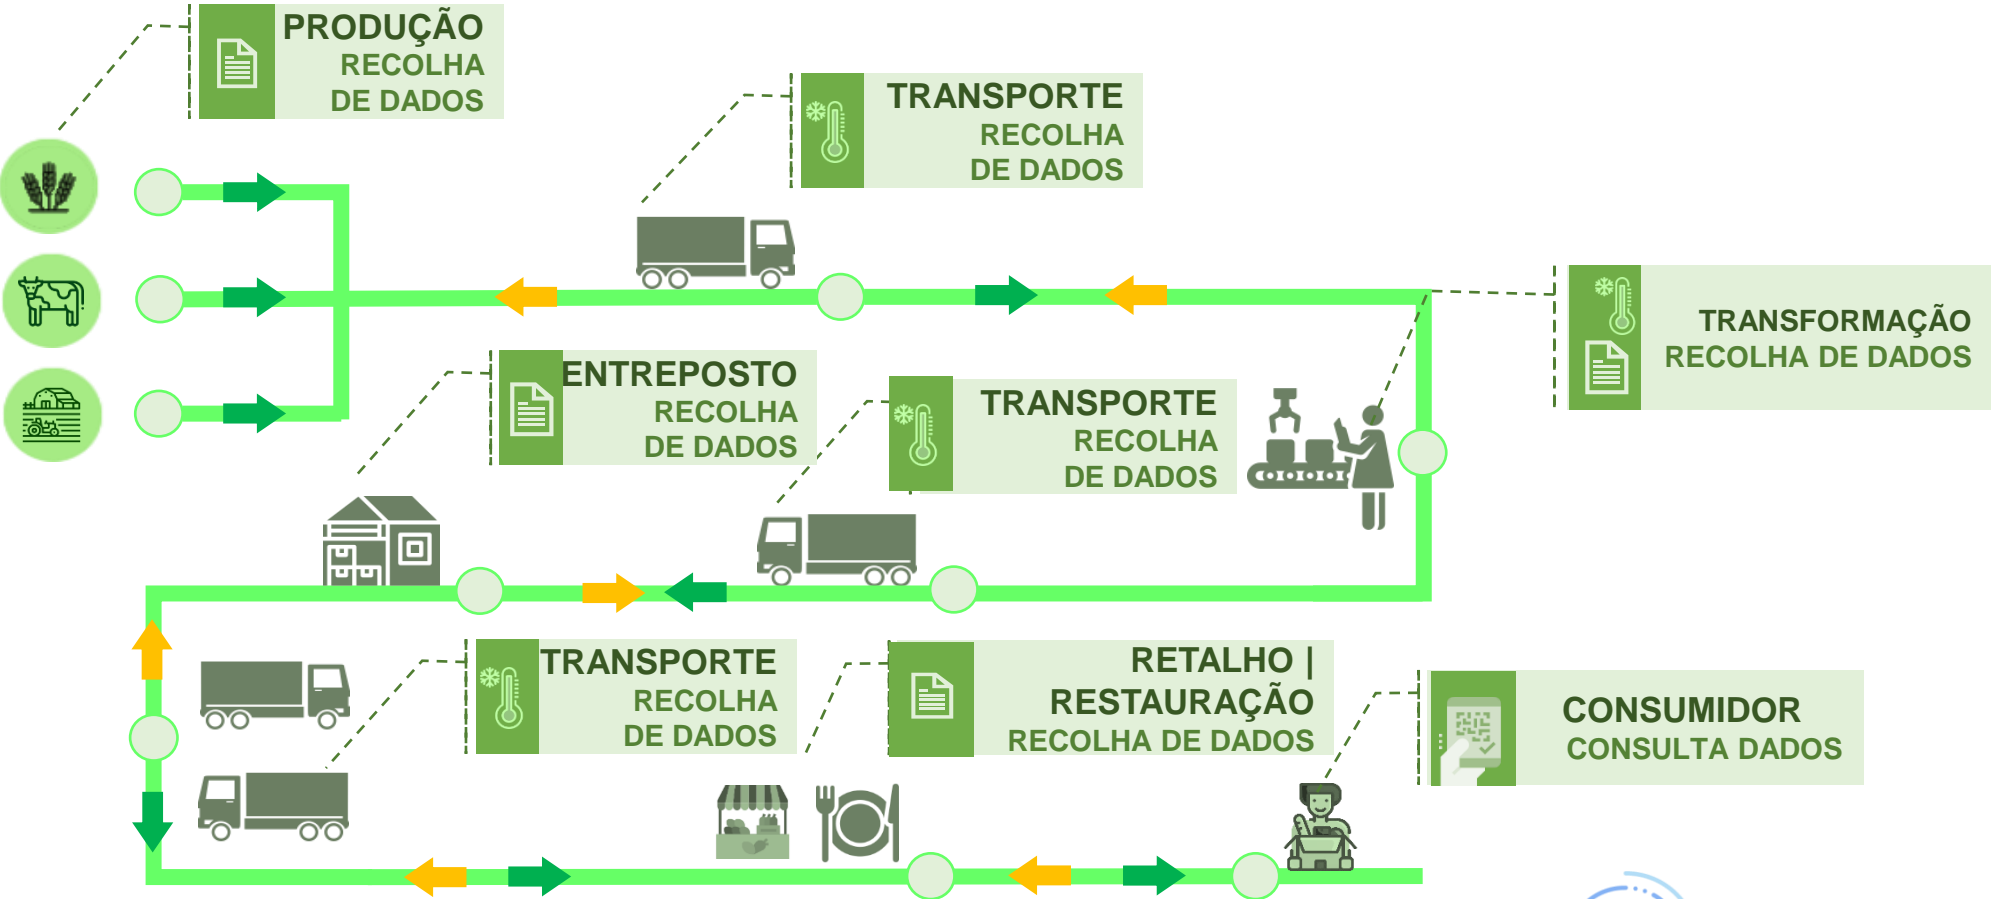 PRODUÇÃO
RECOLHA
DE DADOS
TRANSPORTE
RECOLHA
DE DADOS
TRANSFORMAÇÃO
RECOLHA DE DADOS
ENTREPOSTO
RECOLHA
DE DADOS
TRANSPORTE
RECOLHA
DE DADOS
TRANSPORTE
RECOLHA
DE DADOS
RETALHO |
RESTAURAÇÃO
RECOLHA DE DADOS
CONSUMIDOR
CONSULTA DADOS